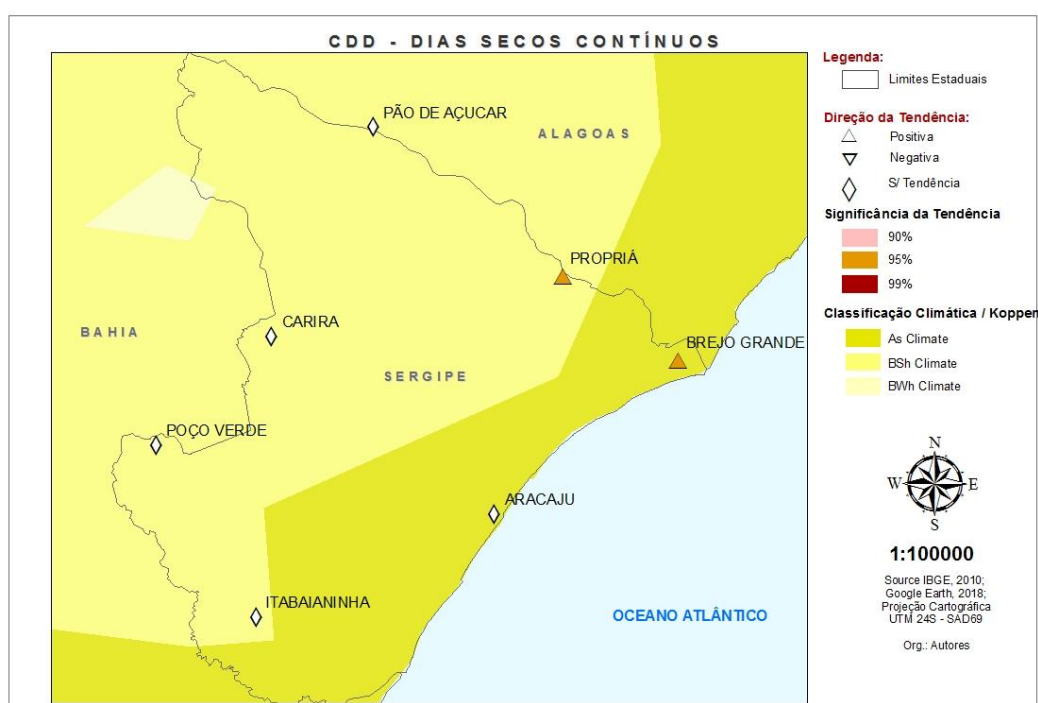 CDD - DIAS SECOS CONTÍNUOS
PÃO DE AÇUCAR
ALAGOAS
PROPRIÁ
CARIRA
BAHIA
BREJO GRANDE
SERGIPE
POÇO VERDE
ARACAJU
ITABAIANINHA
OCEANO ATLÂNTICO
Legenda:
Limites Estaduais
Direção da Tendência:
Positiva
Negativa
S/ Tendência
Significância da Tendência
90%
95%
99%
Classificação Climática / Koppen
As Climate
BSh Climate
BWh Climate
N
W E
S
1:100000
Source IBGE, 2010;
Google Earth, 2018;
Projeção Cartográfica
UTM 24S - SAD69
Org.: Autores